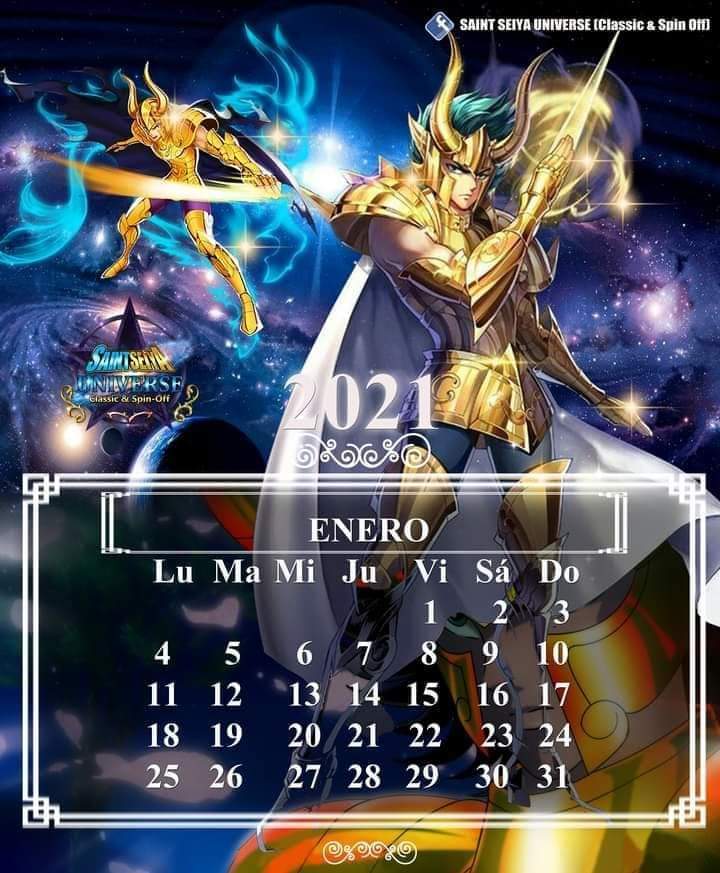 SAINT SEIYA UNIVERSE (Classic & Spin Off)
SAINT SEIYA
UNIVERSE
Classic & Spin-Off
2021
ENERO
Lu Ma Mi Ju Vi Sá Do
1 2 3
4 5 6 7 8 9 10
11 12 13 14 15 16 17
18 19 20 21 22 23 24
25 26 27 28 29 30 31